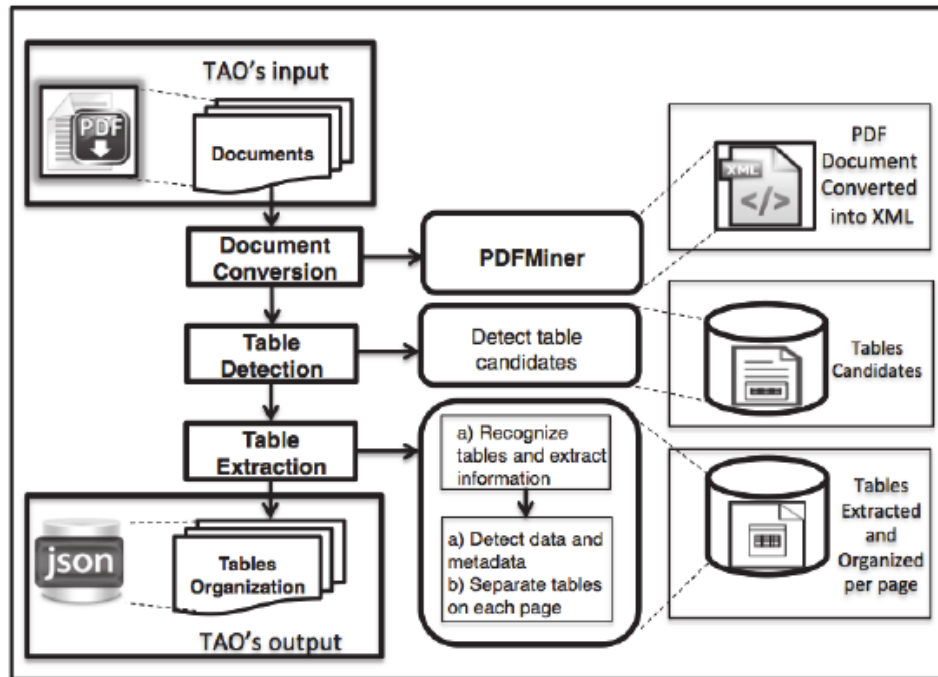 TAO's input
PDF
Documents
PDF
Document
Converted
into XML
XML
</>
Document
Conversion
PDFMiner
Table
Detection
Detect table
candidates
Tables
Candidates
Table
Extraction
a) Recognize
tables and extract
information
a) Detect data and
metadata
b) Separate tables
on each page
Tables
Extracted
and
Organized
per page
json
Tables
Organization
TAO's output